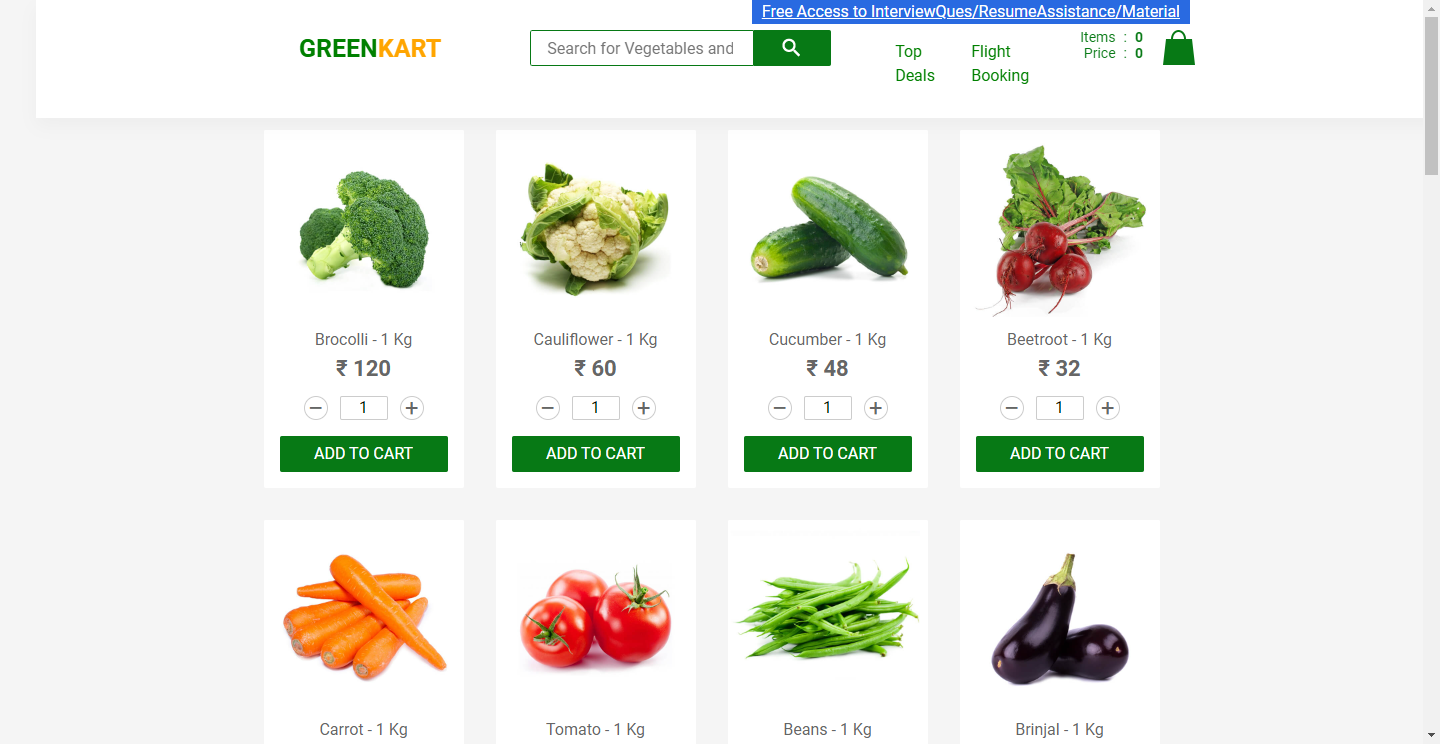 Free Access to InterviewQues/ResumeAssistance/Material
GREENKART
Search for Vegetables and
Top Deals
Flight Booking
Items : 0
Price : 0
Brocolli - 1 Kg
₹ 120
1
ADD TO CART
Cauliflower - 1 Kg
₹ 60
1
ADD TO CART
Cucumber - 1 Kg
₹ 48
1
ADD TO CART
Beetroot - 1 Kg
₹ 32
1
ADD TO CART
Carrot - 1 Kg
Tomato - 1 Kg
Beans - 1 Kg
Brinjal - 1 Kg